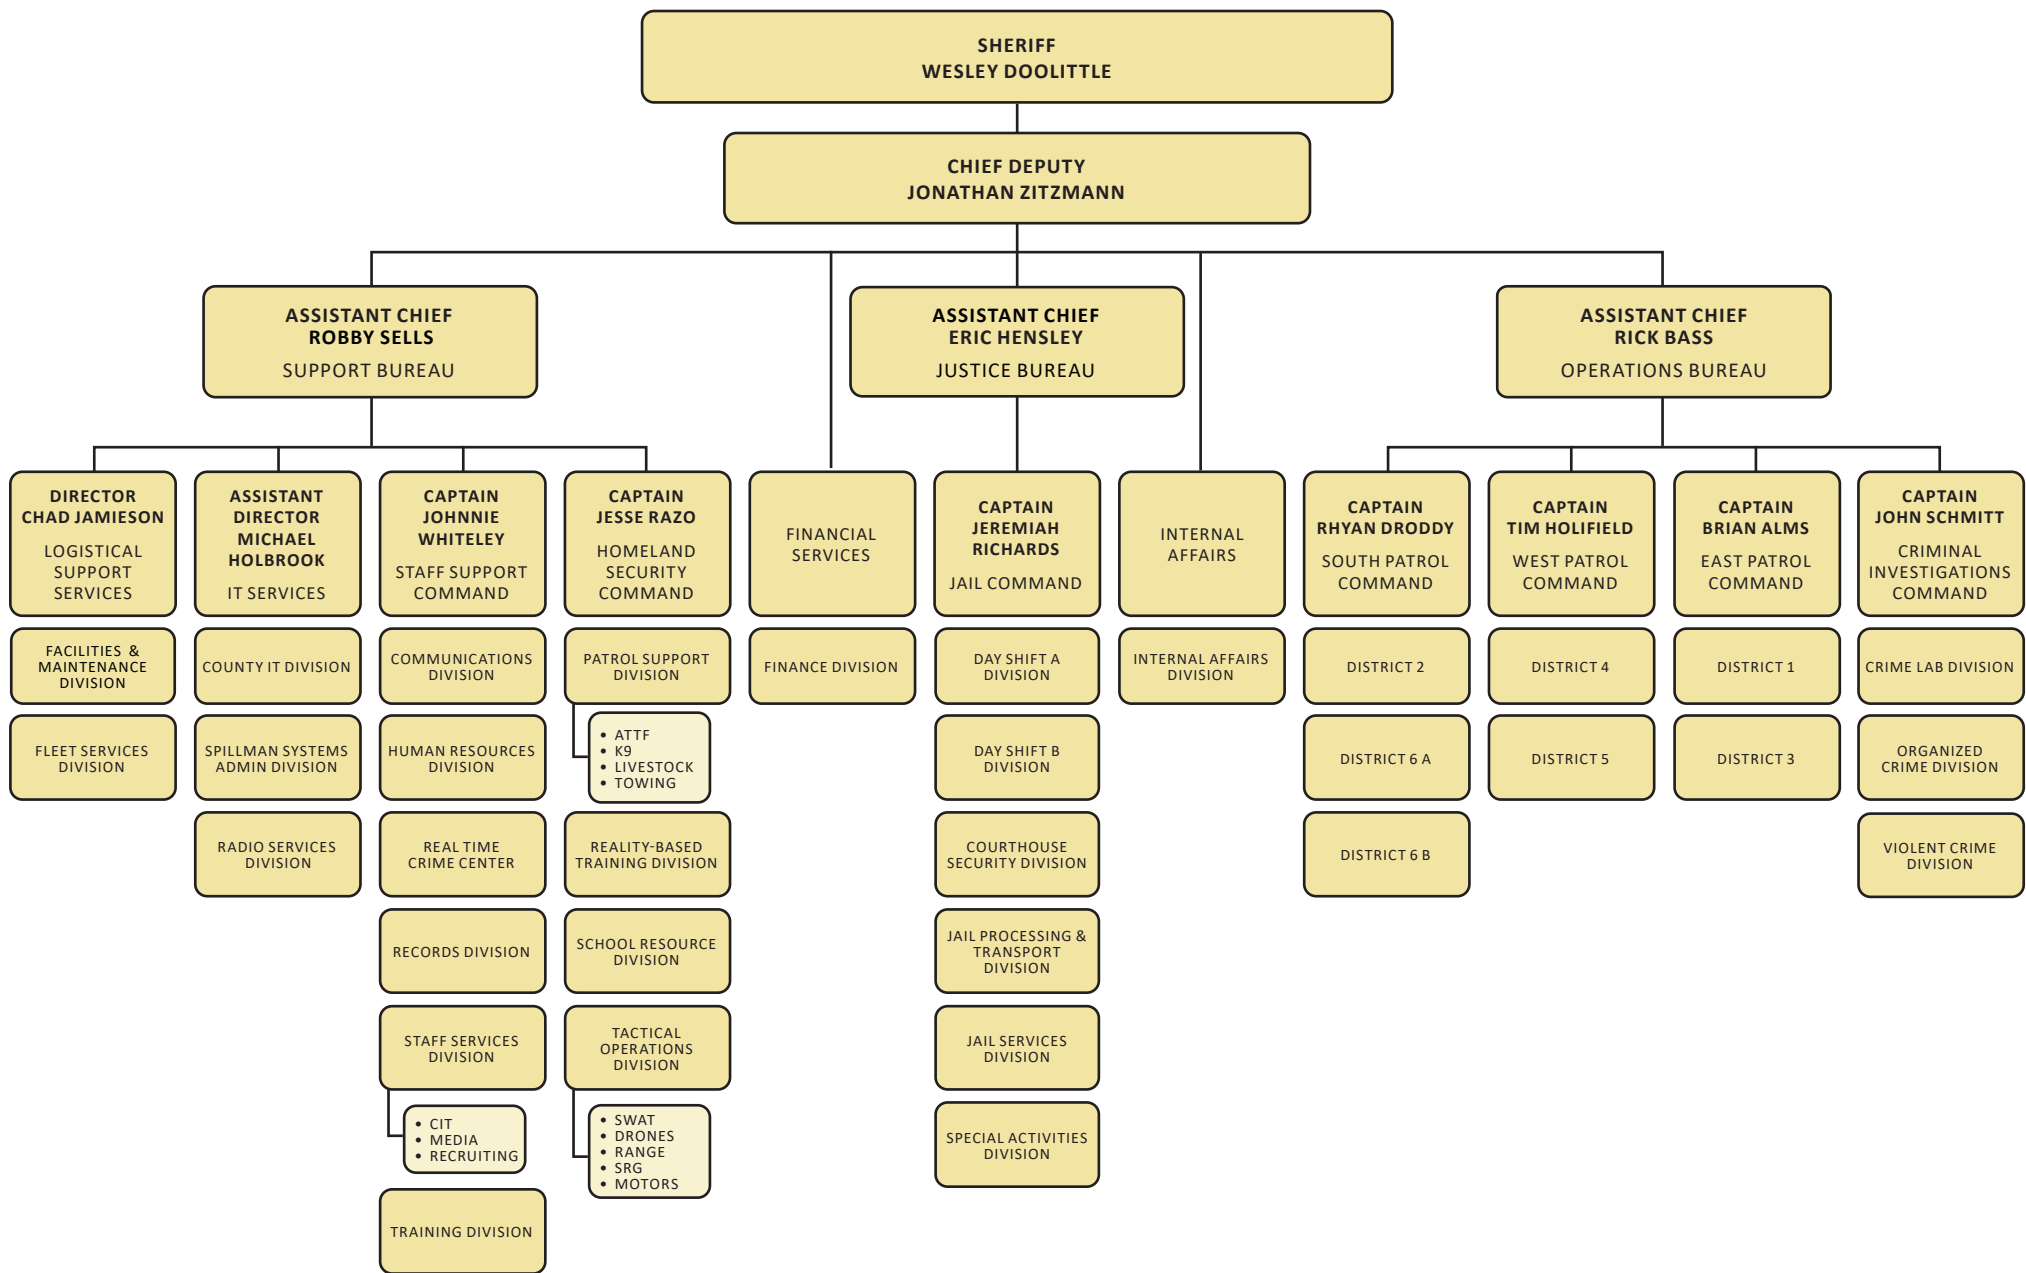 SHERIFF
WESLEY DOOLITTLE
CHIEF DEPUTY
JONATHAN ZITZMANN
ASSISTANT CHIEF
ROBBY SELLS
SUPPORT BUREAU
ASSISTANT CHIEF
ERIC HENSLEY
JUSTICE BUREAU
ASSISTANT CHIEF
RICK BASS
OPERATIONS BUREAU
DIRECTOR
CHAD JAMIESON
LOGISTICAL
SUPPORT
SERVICES
FACILITIES &
MAINTENANCE
DIVISION
FLEET SERVICES
DIVISION
ASSISTANT
DIRECTOR
MICHAEL
HOLBROOK
IT SERVICES
COUNTY IT DIVISION
SPILLMAN SYSTEMS
ADMIN DIVISION
RADIO SERVICES
DIVISION
CAPTAIN
JOHNNIE
WHITELEY
STAFF SUPPORT
COMMAND
COMMUNICATIONS
DIVISION
HUMAN RESOURCES
DIVISION
REAL TIME
CRIME CENTER
RECORDS DIVISION
STAFF SERVICES
DIVISION
• CIT
• MEDIA
• RECRUITING
TRAINING DIVISION
CAPTAIN
JESSE RAZO
HOMELAND
SECURITY
COMMAND
PATROL SUPPORT
DIVISION
• ATTF
• K9
• LIVESTOCK
• TOWING
REALITY-BASED
TRAINING DIVISION
SCHOOL RESOURCE
DIVISION
TACTICAL
OPERATIONS
DIVISION
• SWAT
• DRONES
• RANGE
• SRG
• MOTORS
FINANCIAL
SERVICES
FINANCE DIVISION
CAPTAIN
JEREMIAH
RICHARDS
JAIL COMMAND
DAY SHIFT A
DIVISION
DAY SHIFT B
DIVISION
COURTHOUSE
SECURITY DIVISION
JAIL PROCESSING &
TRANSPORT
DIVISION
JAIL SERVICES
DIVISION
SPECIAL ACTIVITIES
DIVISION
INTERNAL
AFFAIRS
INTERNAL AFFAIRS
DIVISION
CAPTAIN
RHYAN DRODDY
SOUTH PATROL
COMMAND
DISTRICT 2
DISTRICT 6 A
DISTRICT 6 B
CAPTAIN
TIM HOLIFIELD
WEST PATROL
COMMAND
DISTRICT 4
DISTRICT 5
CAPTAIN
BRIAN ALMS
EAST PATROL
COMMAND
DISTRICT 1
DISTRICT 3
CAPTAIN
JOHN SCHMITT
CRIMINAL
INVESTIGATIONS
COMMAND
CRIME LAB DIVISION
ORGANIZED
CRIME DIVISION
VIOLENT CRIME
DIVISION